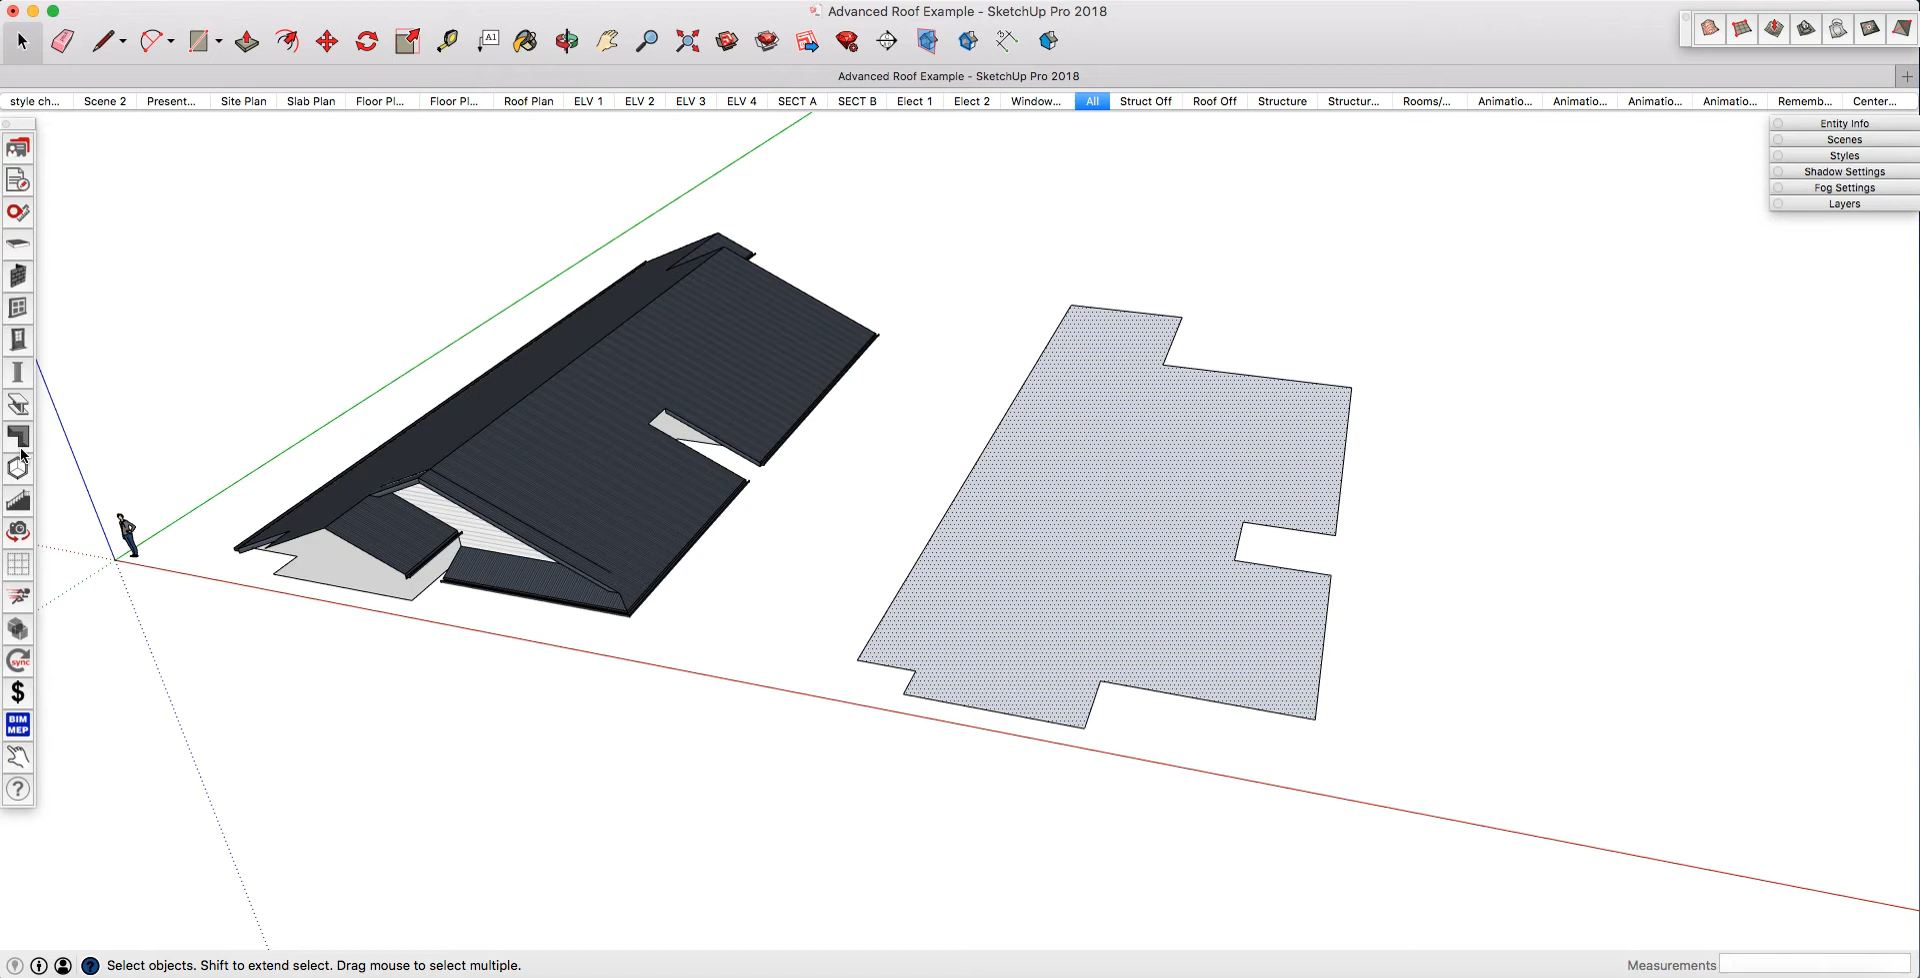 Advanced Roof Example - SketchUp Pro 2018
A1
Advanced Roof Example - SketchUp Pro 2018
style ch... Scene 2 Present... Site Plan Slab Plan Floor Pl... Floor Pl... Roof Plan ELV 1 ELV 2 ELV 3 ELV 4 SECT A SECT B Elect 1 Elect 2 Window... All Struct Off Roof Off Structure Structur... Rooms/... Animatio... Animatio... Animatio... Animatio... Rememb... Center...
Entity Info
Scenes
Styles
Shadow Settings
Fog Settings
Layers
sync
$
BIM
MEP
?
? Select objects. Shift to extend select. Drag mouse to select multiple. Measurements